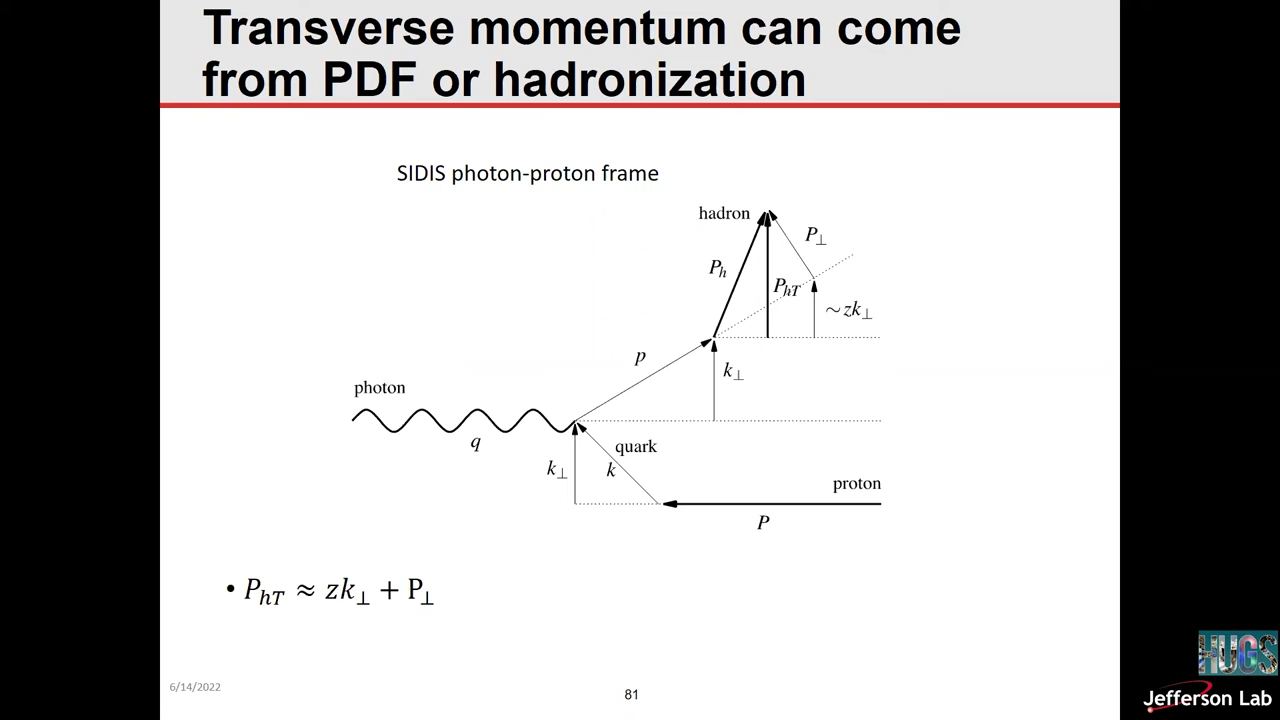 Transverse momentum can come
from PDF or hadronization
SIDIS photon-proton frame
hadron
P⊥
Pₕ
PₕT
~zk⊥
p
k⊥
photon
q
quark
k⊥
k
proton
P
• PₕT ≈ zk⊥ + P⊥
6/14/2022
81
HUGS
Jefferson Lab